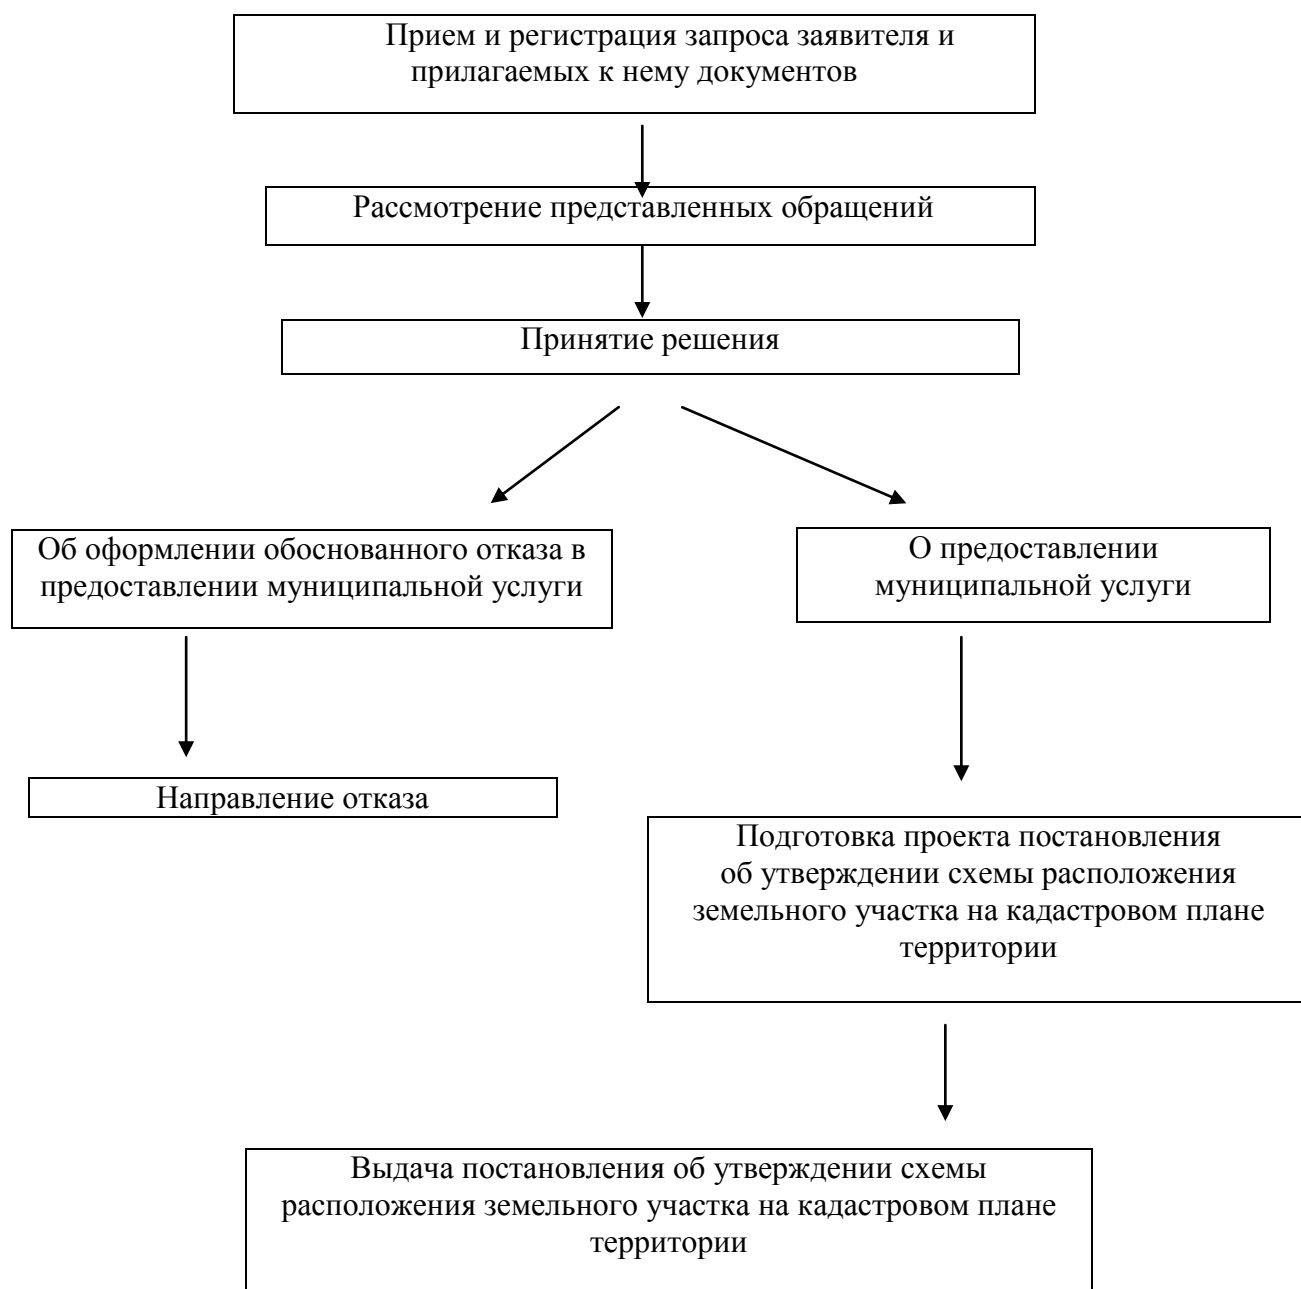 Прием и регистрация запроса заявителя и
прилагаемых к нему документов
Рассмотрение представленных обращений
Принятие решения
Об оформлении обоснованного отказа в
предоставлении муниципальной услуги
О предоставлении
муниципальной услуги
Направление отказа
Подготовка проекта постановления
об утверждении схемы расположения
земельного участка на кадастровом плане
территории
Выдача постановления об утверждении схемы
расположения земельного участка на кадастровом плане
территории